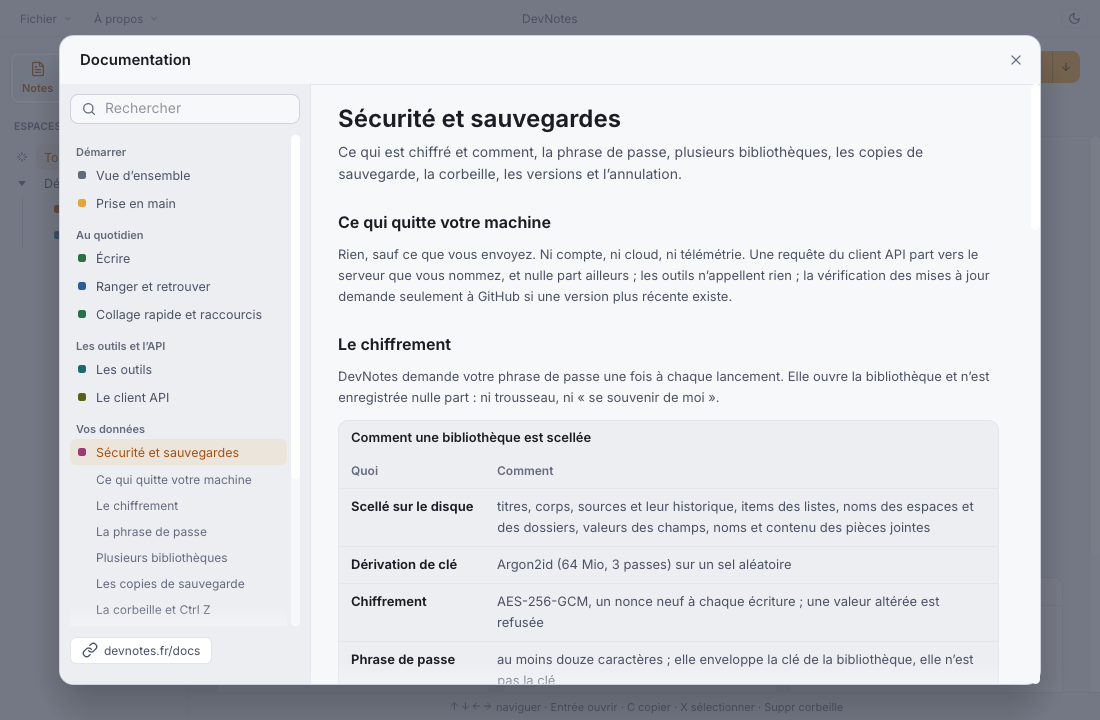 Fichier
À propos
DevNotes
Documentation
Notes
ESPACES
To
Dé
Rechercher
Démarrer
Vue d’ensemble
Prise en main
Au quotidien
Écrire
Ranger et retrouver
Collage rapide et raccourcis
Les outils et l’API
Les outils
Le client API
Vos données
Sécurité et sauvegardes
Ce qui quitte votre machine
Le chiffrement
La phrase de passe
Plusieurs bibliothèques
Les copies de sauvegarde
La corbeille et Ctrl Z
devnotes.fr/docs
Sécurité et sauvegardes
Ce qui est chiffré et comment, la phrase de passe, plusieurs bibliothèques, les copies de
sauvegarde, la corbeille, les versions et l’annulation.
Ce qui quitte votre machine
Rien, sauf ce que vous envoyez. Ni compte, ni cloud, ni télémétrie. Une requête du client API part vers le
serveur que vous nommez, et nulle part ailleurs ; les outils n’appellent rien ; la vérification des mises à jour
demande seulement à GitHub si une version plus récente existe.
Le chiffrement
DevNotes demande votre phrase de passe une fois à chaque lancement. Elle ouvre la bibliothèque et n’est
enregistrée nulle part : ni trousseau, ni « se souvenir de moi ».
Comment une bibliothèque est scellée
Quoi Comment
Scellé sur le disque titres, corps, sources et leur historique, items des listes, noms des espaces et
des dossiers, valeurs des champs, noms et contenu des pièces jointes
Dérivation de clé Argon2id (64 Mio, 3 passes) sur un sel aléatoire
Chiffrement AES-256-GCM, un nonce neuf à chaque écriture ; une valeur altérée est
refusée
Phrase de passe au moins douze caractères ; elle enveloppe la clé de la bibliothèque, elle n’est
pas la clé
↑ ↓ ← → naviguer · Entrée ouvrir · C copier · X sélectionner · Suppr corbeille